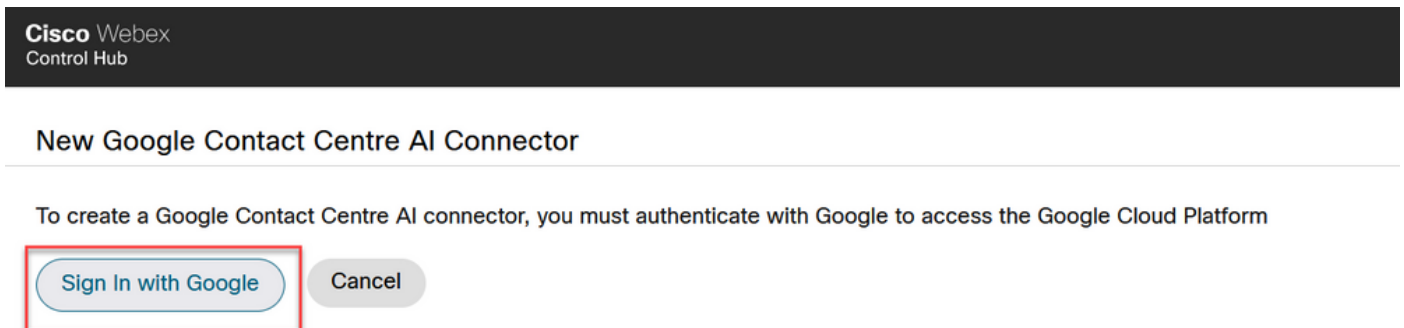 Cisco Webex
Control Hub
New Google Contact Centre AI Connector
To create a Google Contact Centre AI connector, you must authenticate with Google to access the Google Cloud Platform
Sign In with Google Cancel